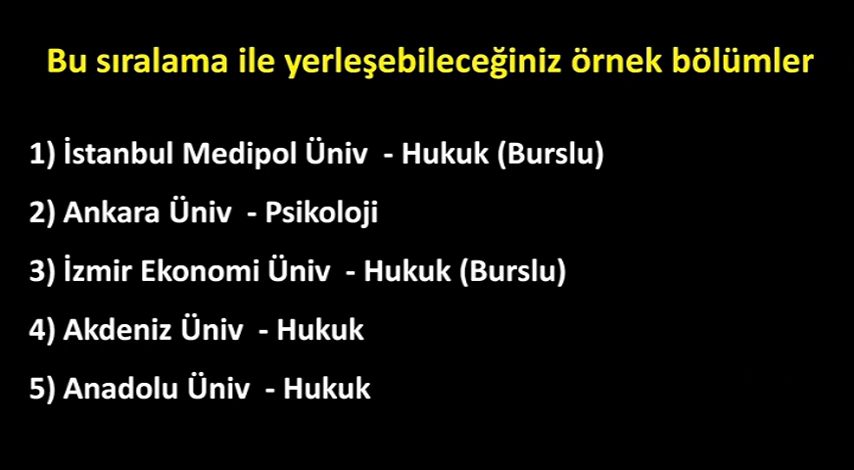 Bu sıralama ile yerleşebileceğiniz örnek bölümler
1) İstanbul Medipol Üniv - Hukuk (Burslu)
2) Ankara Üniv - Psikoloji
3) İzmir Ekonomi Üniv - Hukuk (Burslu)
4) Akdeniz Üniv - Hukuk
5) Anadolu Üniv - Hukuk